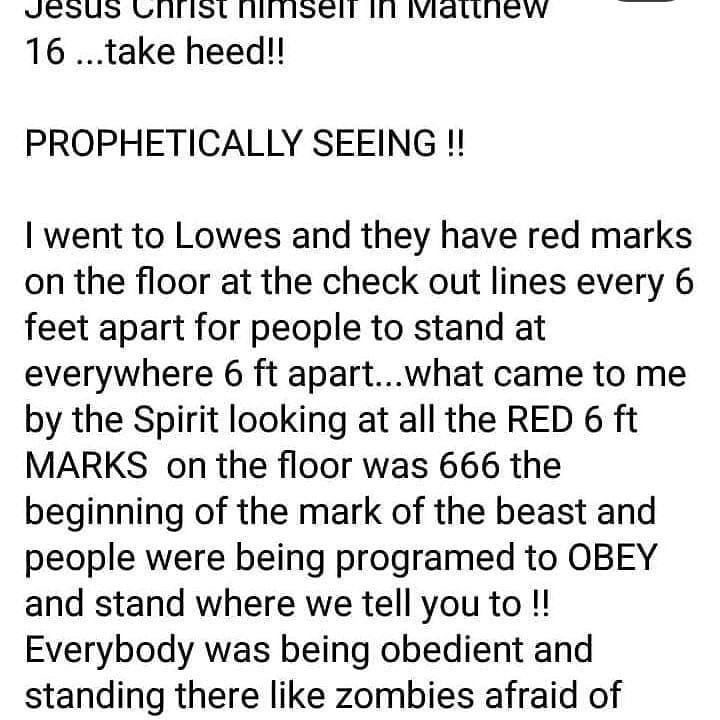 Jesus Christ himself in Matthew
16 ...take heed!!
PROPHETICALLY SEEING !!
I went to Lowes and they have red marks
on the floor at the check out lines every 6
feet apart for people to stand at
everywhere 6 ft apart...what came to me
by the Spirit looking at all the RED 6 ft
MARKS  on the floor was 666 the
beginning of the mark of the beast and
people were being programed to OBEY
and stand where we tell you to !!
Everybody was being obedient and
standing there like zombies afraid of